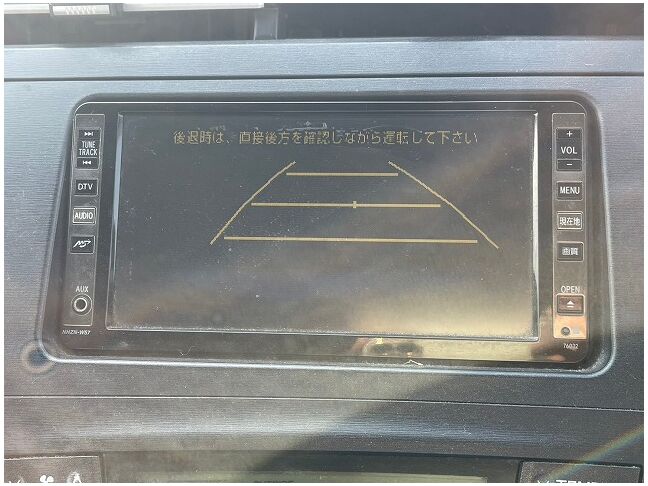 後退時は、直接後方を確認しながら運転して下さい
TUNE
TRACK
DTV
AUDIO
AUX
NHZN-W57
+
VOL
-
MENU
現在地
画質
OPEN
76032